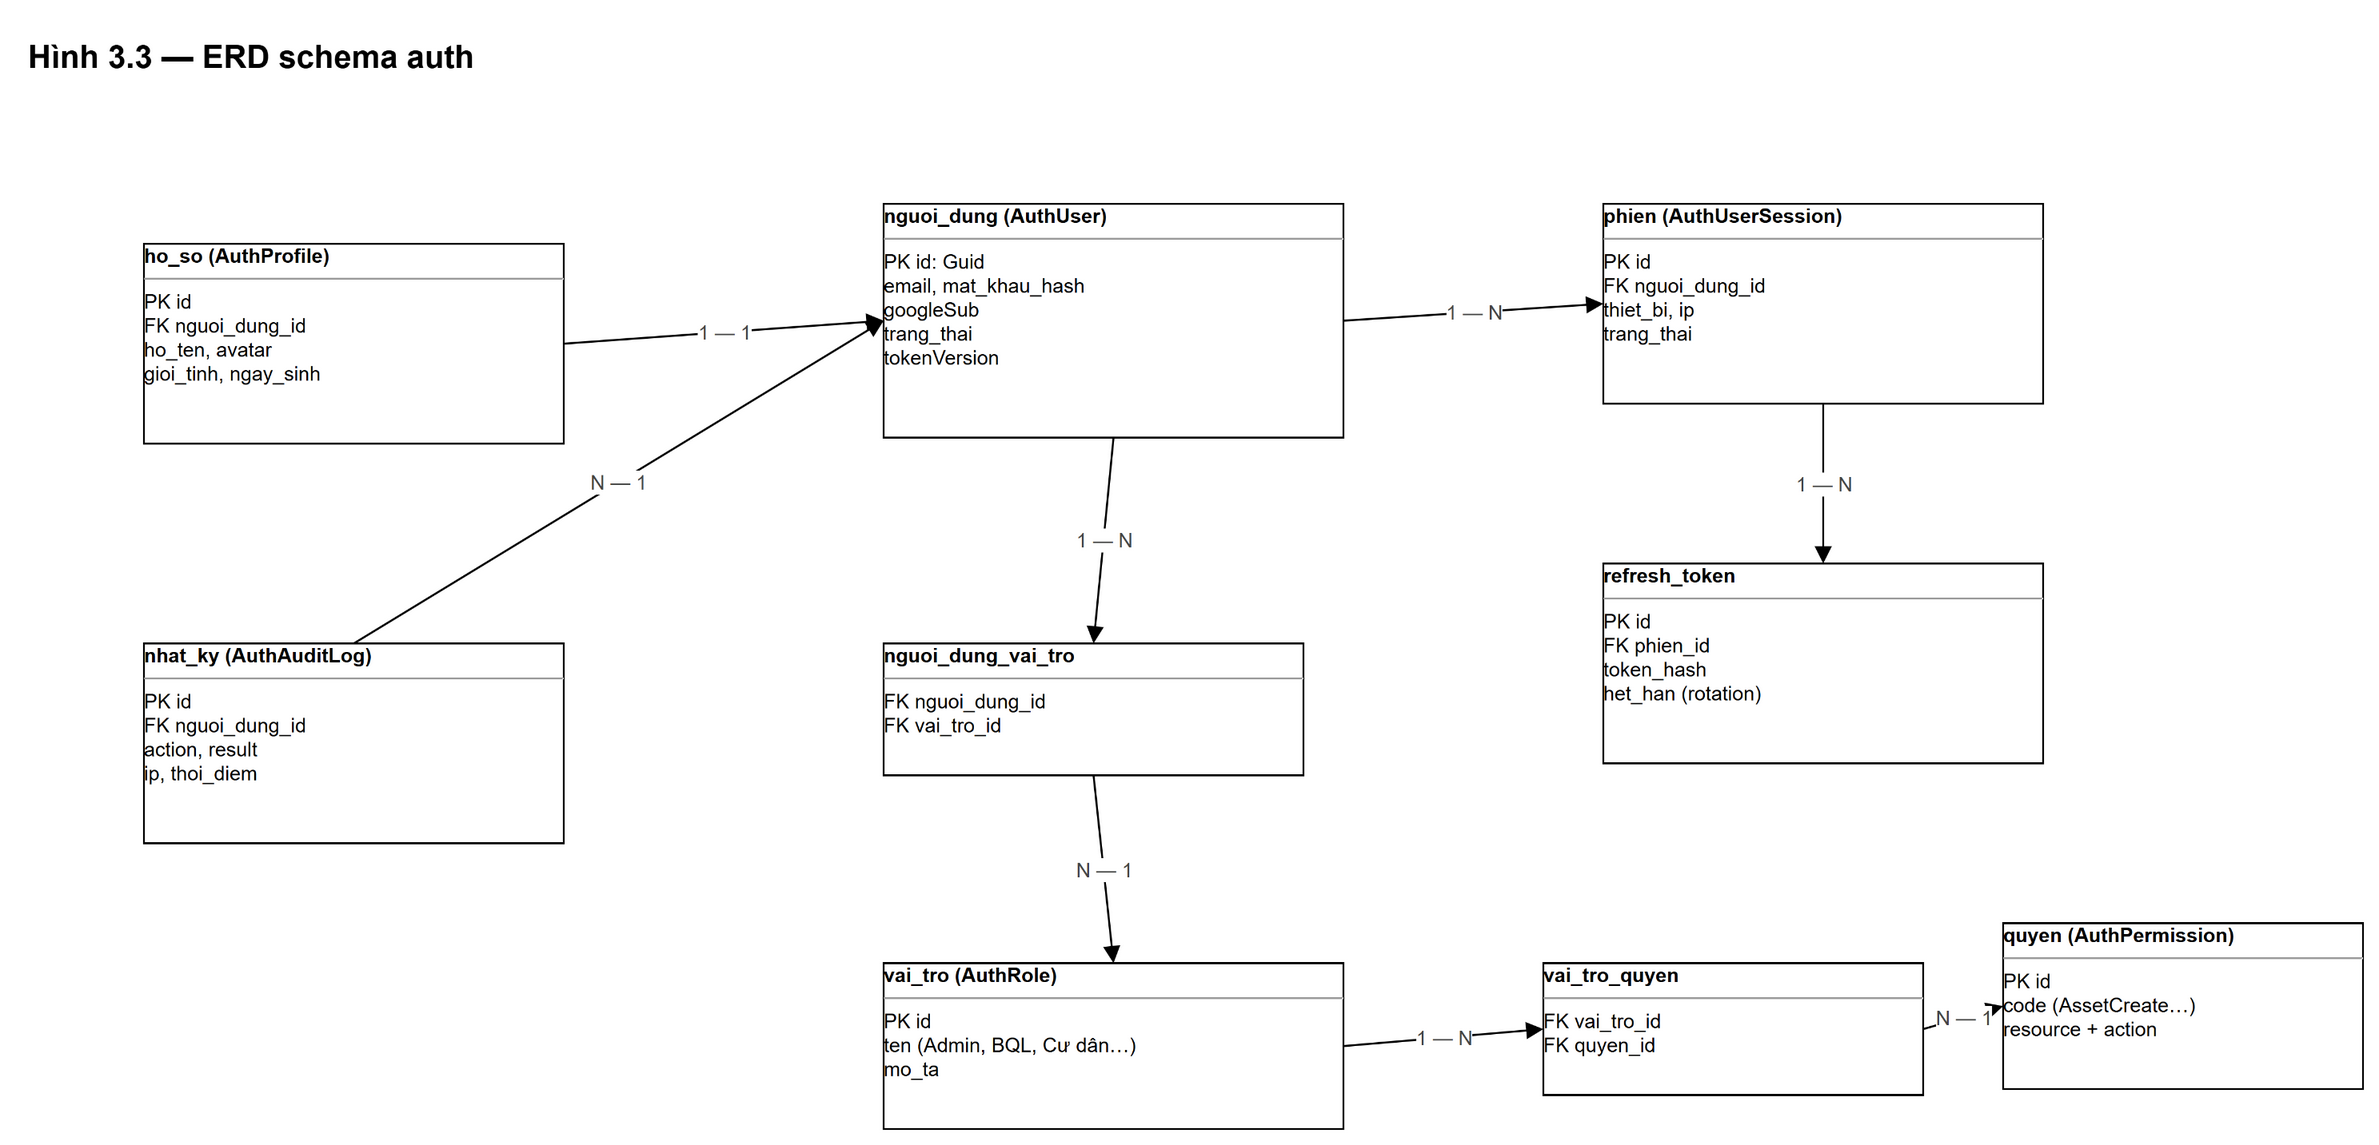 Hình 3.3 — ERD schema auth
ho_so (AuthProfile)
PK id
FK nguoi_dung_id
ho_ten, avatar
gioi_tinh, ngay_sinh
1 — 1
nguoi_dung (AuthUser)
PK id: Guid
email, mat_khau_hash
googleSub
trang_thai
tokenVersion
1 — N
phien (AuthUserSession)
PK id
FK nguoi_dung_id
thiet_bi, ip
trang_thai
N — 1
1 — N
1 — N
nhat_ky (AuthAuditLog)
PK id
FK nguoi_dung_id
action, result
ip, thoi_diem
nguoi_dung_vai_tro
FK nguoi_dung_id
FK vai_tro_id
refresh_token
PK id
FK phien_id
token_hash
het_han (rotation)
N — 1
vai_tro (AuthRole)
PK id
ten (Admin, BQL, Cư dân…)
mo_ta
1 — N
vai_tro_quyen
FK vai_tro_id
FK quyen_id
N — 1
quyen (AuthPermission)
PK id
code (AssetCreate…)
resource + action